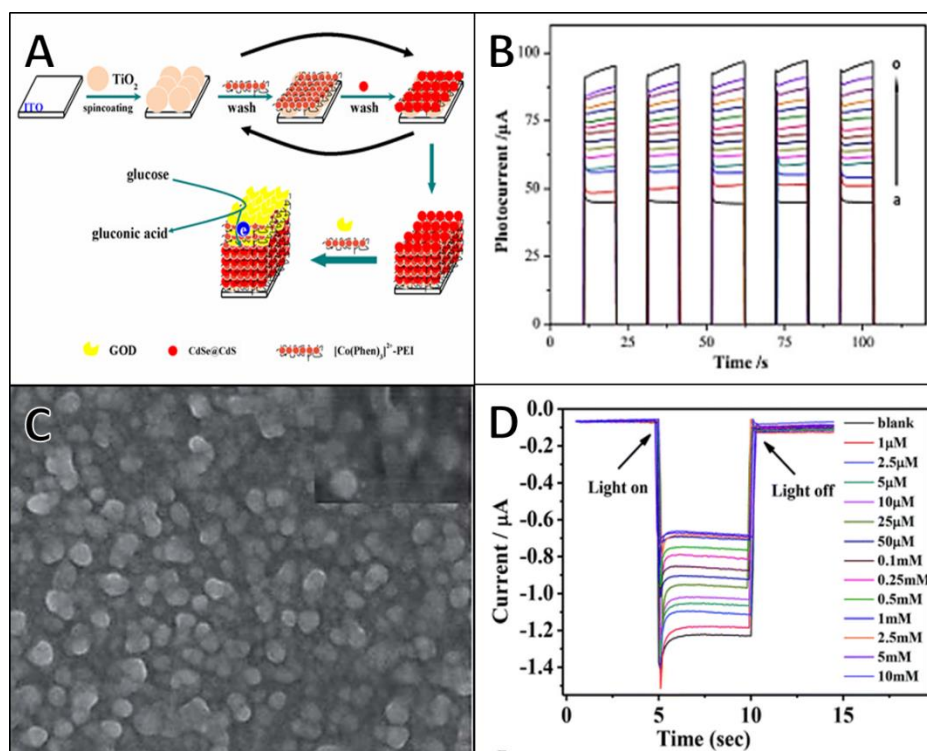 A
TiO2
ITO
spincoating
wash
wash
glucose
gluconic acid
e
GOD
CdSe@CdS
[Co(Phen)3]2+-PEI
B
Photocurrent /μA
100
75
50
25
0
o
a
0
25
50
75
100
Time /s
C
D
Current / μA
0.0
-0.2
-0.4
-0.6
-0.8
-1.0
-1.2
-1.4
Light on
Light off
blank
1μM
2.5μM
5μM
10μM
25μM
50μM
0.1mM
0.25mM
0.5mM
1mM
2.5mM
5mM
10mM
0
5
10
15
20
Time (sec)